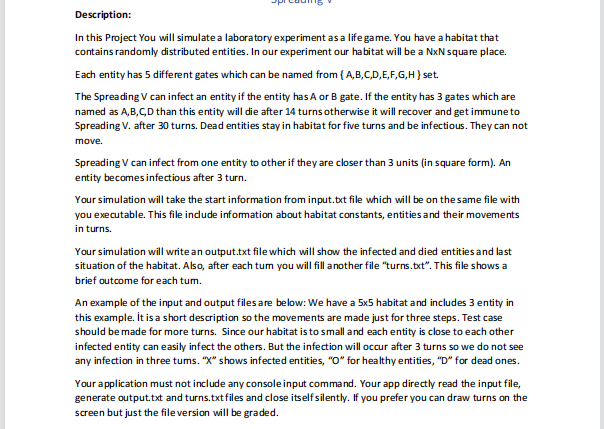 Spreading V
Description:
In this Project You will simulate a laboratory experiment as a life game. You have a habitat that
contains randomly distributed entities. In our experiment our habitat will be a NxN square place.
Each entity has 5 different gates which can be named from { A,B,C,D,E,F,G,H } set.
The Spreading V can infect an entity if the entity has A or B gate. If the entity has 3 gates which are
named as A,B,C,D than this entity will die after 14 turns otherwise it will recover and get immune to
Spreading V. after 30 turns. Dead entities stay in habitat for five turns and be infectious. They can not
move.
Spreading V can infect from one entity to other if they are closer than 3 units (in square form). An
entity becomes infectious after 3 turn.
Your simulation will take the start information from input.txt file which will be on the same file with
you executable. This file include information about habitat constants, entities and their movements
in turns.
Your simulation will write an output.txt file which will show the infected and died entities and last
situation of the habitat. Also, after each turn you will fill another file "turns.txt". This file shows a
brief outcome for each turn.
An example of the input and output files are below: We have a 5x5 habitat and includes 3 entity in
this example. İt is a short description so the movements are made just for three steps. Test case
should be made for more turns. Since our habitat is to small and each entity is close to each other
infected entity can easily infect the others. But the infection will occur after 3 turns so we do not see
any infection in three turns. "X" shows infected entities, "O" for healthy entities, "D" for dead ones.
Your application must not include any console input command. Your app directly read the input file,
generate output.txt and turns.txt files and close itself silently. If you prefer you can draw turns on the
screen but just the file version will be graded.